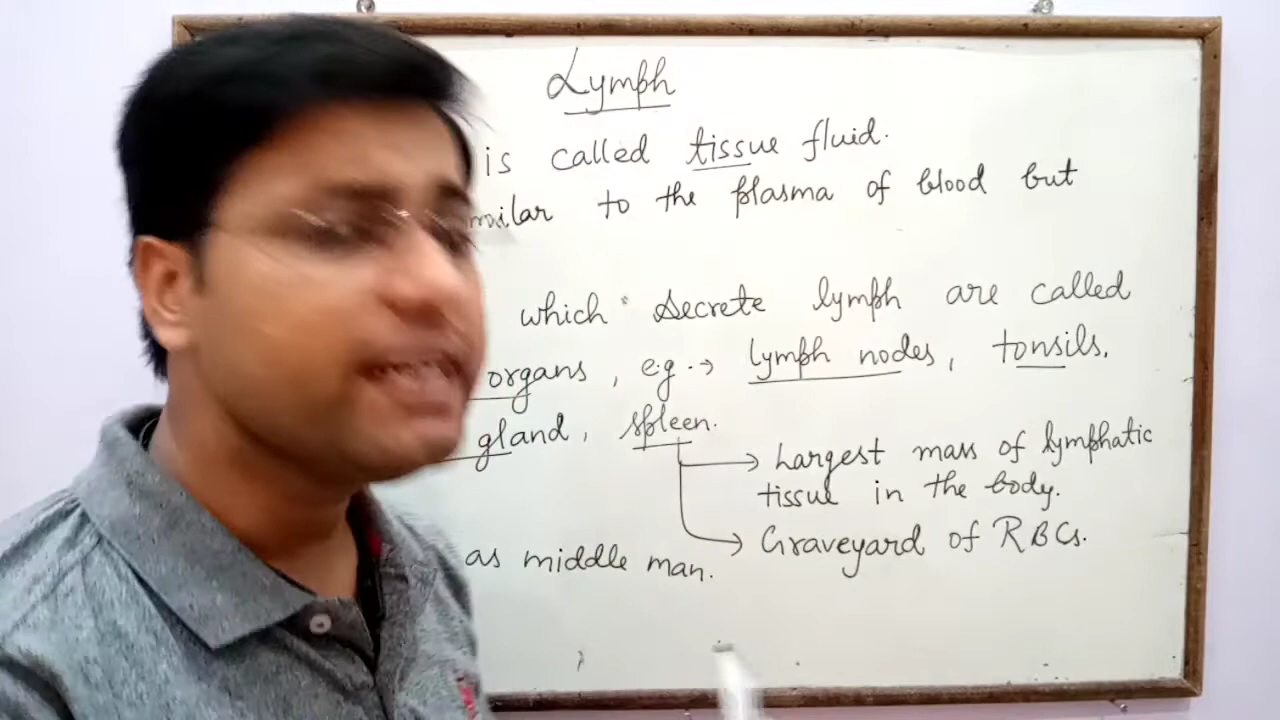 Lymph
is called tissue fluid.
to the plasma of blood but
which secrete lymph are called
organs, e.g. → lymph nodes, tonsils,
gland, spleen.
→ Largest mass of lymphatic
tissue in the body.
→ Graveyard of RBCs.
as middle man.